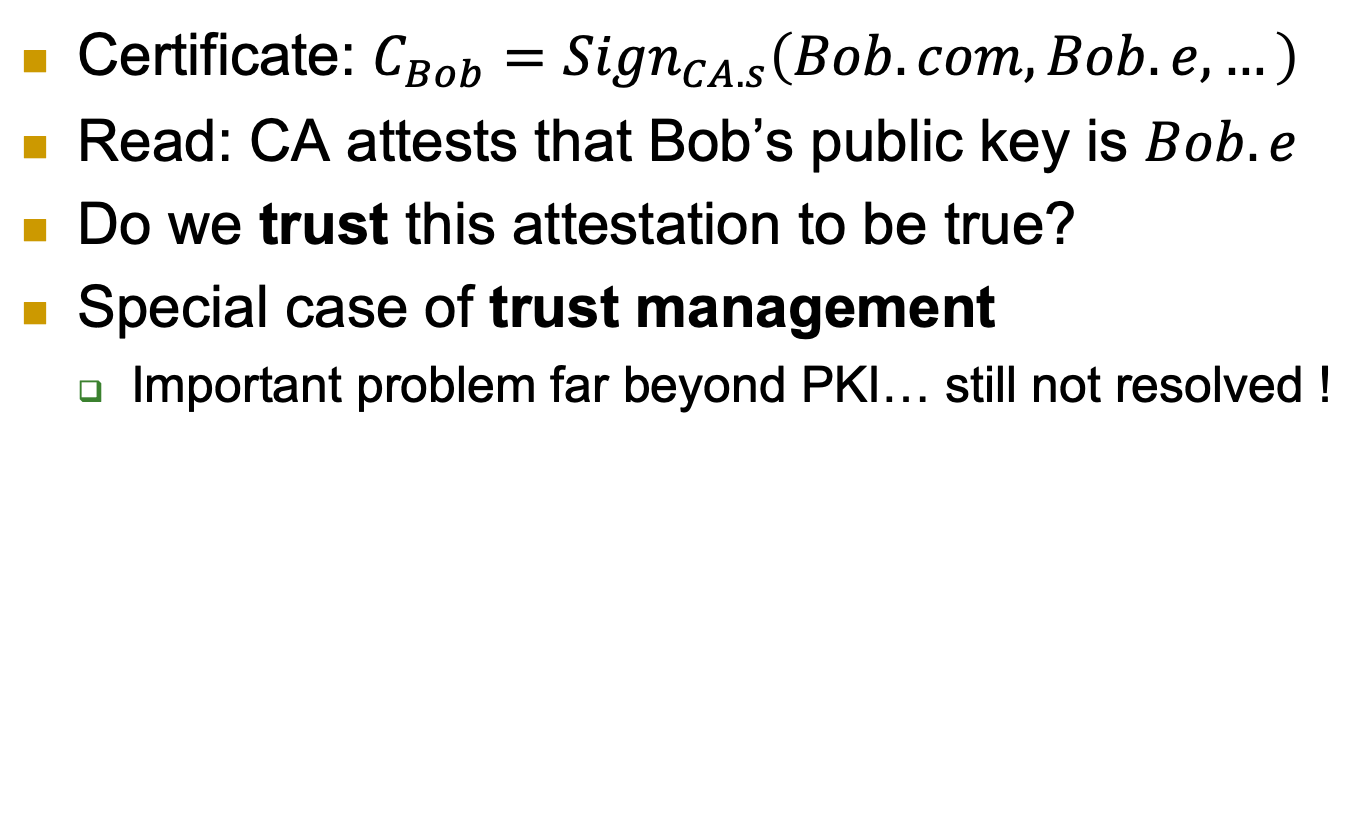 Certificate: C_Bob = Sign_CA.s(Bob.com, Bob.e, … )
Read: CA attests that Bob’s public key is Bob.e
Do we trust this attestation to be true?
Special case of trust management
Important problem far beyond PKI… still not resolved !